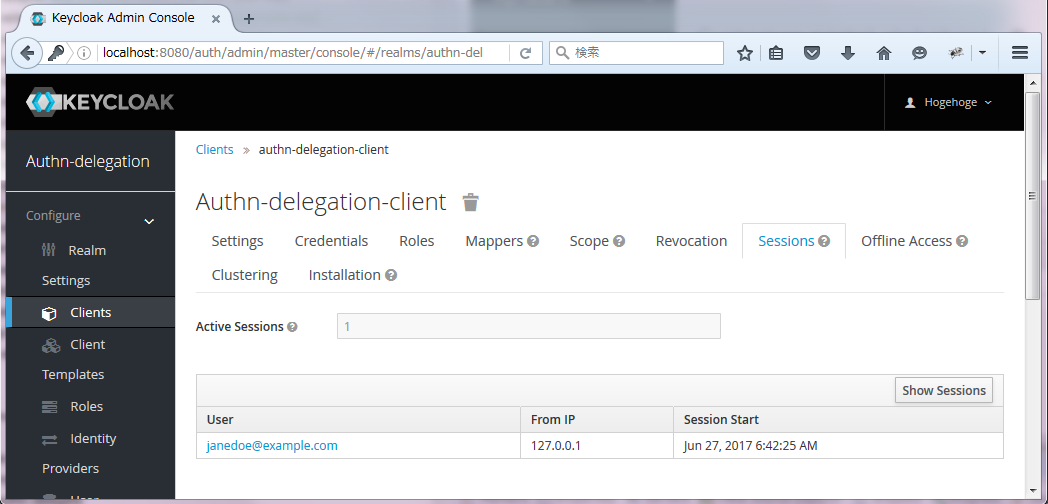 Keycloak Admin Console
localhost:8080/auth/admin/master/console/#/realms/authn-del
検索
KEYCLOAK
Hogehoge
Authn-delegation
Configure
Realm
Settings
Clients
Client
Templates
Roles
Identity
Providers
User
Clients » authn-delegation-client
Authn-delegation-client
Settings Credentials Roles Mappers Scope Revocation Sessions Offline Access
Clustering Installation
Active Sessions 1
Show Sessions
User From IP Session Start
janedoe@example.com 127.0.0.1 Jun 27, 2017 6:42:25 AM